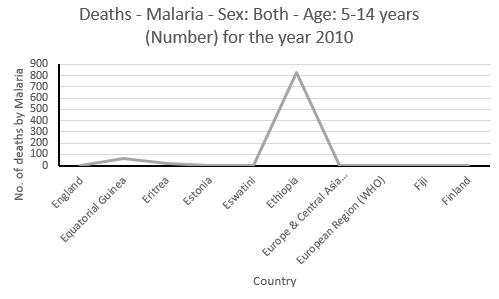 Deaths - Malaria - Sex: Both - Age: 5-14 years
(Number) for the year 2010
No. of deaths by Malaria
900
800
700
600
500
400
300
200
100
0
England
Equatorial Guinea
Eritrea
Estonia
Eswatini
Ethiopia
Europe & Central Asia...
European Region (WHO)
Fiji
Finland
Country